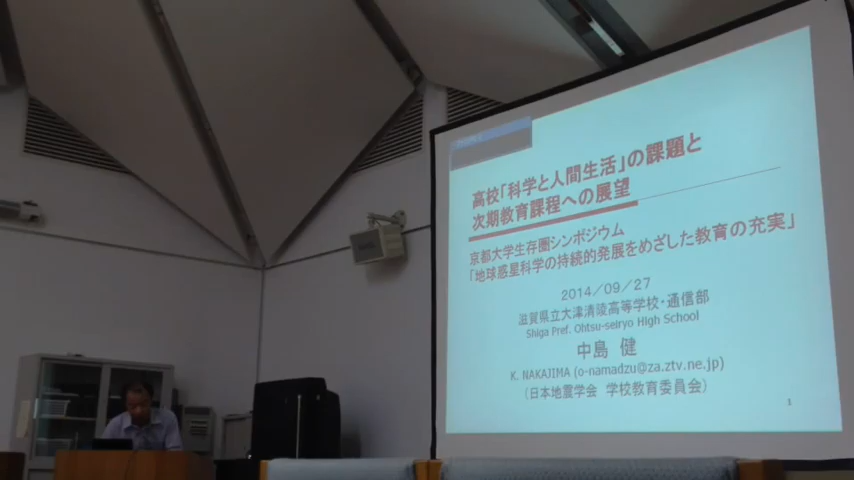 高校「科学と人間生活」の課題と
次期教育課程への展望
京都大学生存圏シンポジウム
「地球惑星科学の持続的発展をめざした教育の充実」
2014/09/27
滋賀県立大津清陵高等学校・通信部
Shiga Pref. Ohtsu-seiryo High School
中島 健
K. NAKAJIMA (o-namadzu@za.ztv.ne.jp)
（日本地震学会 学校教育委員会）
1